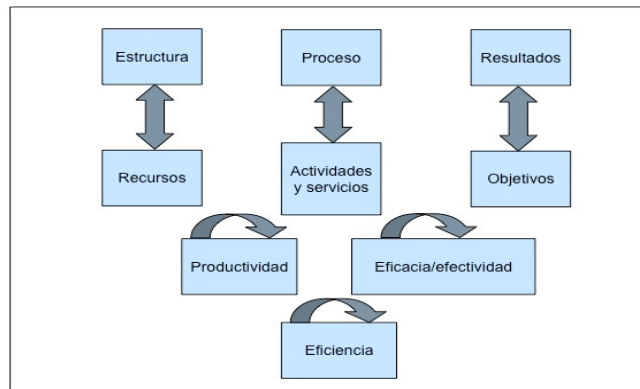 Estructura
Proceso
Resultados
Recursos
Actividades
y servicios
Objetivos
Productividad
Eficacia/efectividad
Eficiencia